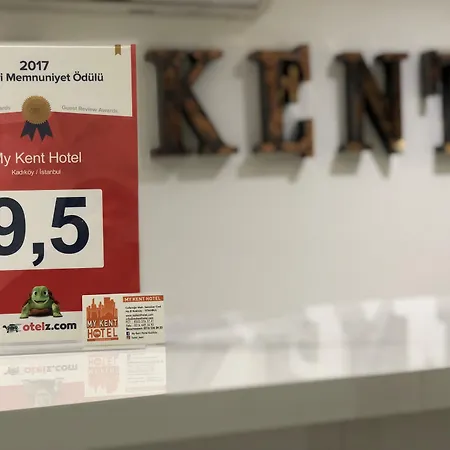 2017
i Memnuniyet Ödülü
Guest Review Awards
My Kent Hotel
Kadıköy / İstanbul
9,5
otelz.com
MY KENT
HOTEL
MY KENT HOTEL
KENT